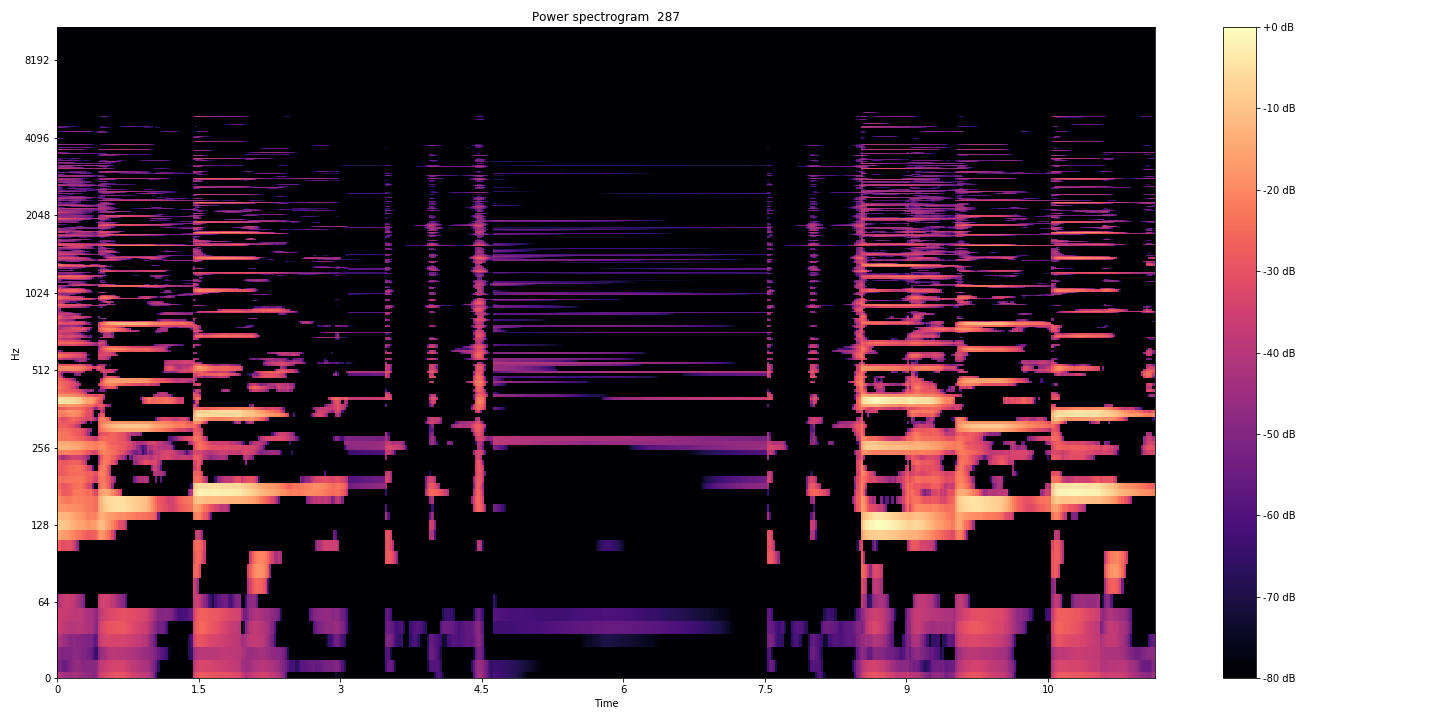 Power spectrogram 287
8192
4096
2048
1024
512
256
128
64
0
Hz
0 1.5 3 4.5 6 7.5 9 10
Time
+0 dB
-10 dB
-20 dB
-30 dB
-40 dB
-50 dB
-60 dB
-70 dB
-80 dB